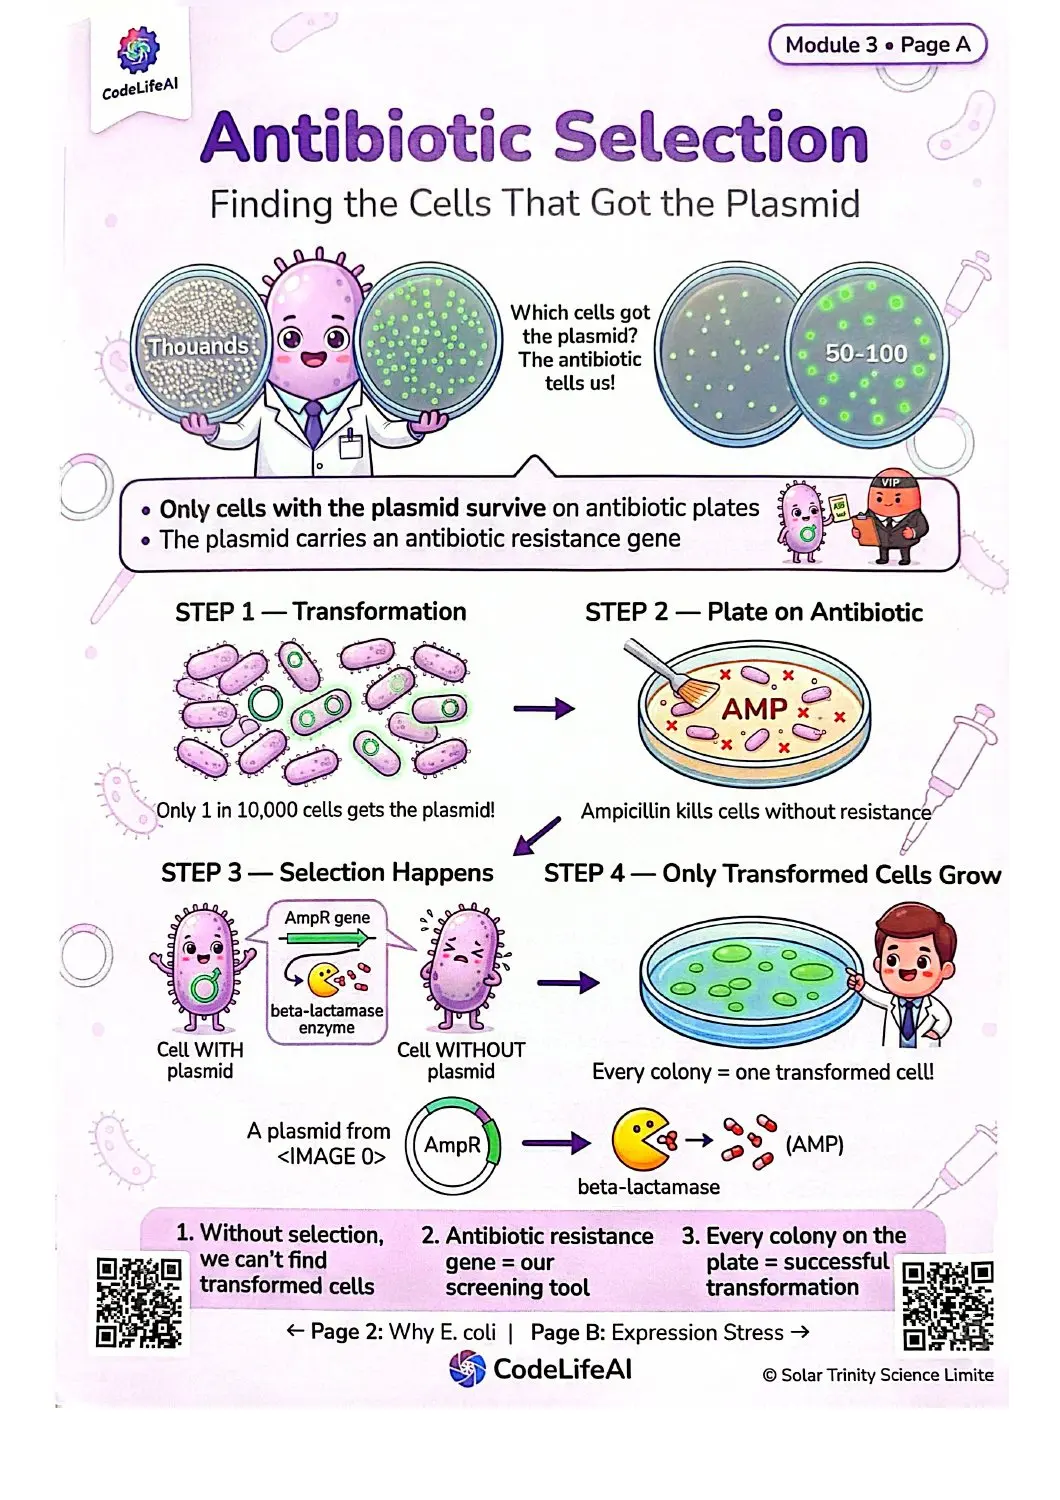 CodeLifeAI
Module 3 • Page A
Antibiotic Selection
Finding the Cells That Got the Plasmid
Thouands
Which cells got
the plasmid?
The antibiotic
tells us!
50-100
• Only cells with the plasmid survive on antibiotic plates
• The plasmid carries an antibiotic resistance gene
VIP
STEP 1 — Transformation
STEP 2 — Plate on Antibiotic
AMP
Only 1 in 10,000 cells gets the plasmid!
Ampicillin kills cells without resistance
STEP 3 — Selection Happens
STEP 4 — Only Transformed Cells Grow
AmpR gene
beta-lactamase
enzyme
Cell WITH
plasmid
Cell WITHOUT
plasmid
Every colony = one transformed cell!
A plasmid from
<IMAGE 0>
AmpR
(AMP)
beta-lactamase
1. Without selection,
we can't find
transformed cells
2. Antibiotic resistance
gene = our
screening tool
3. Every colony on the
plate = successful
transformation
← Page 2: Why E. coli | Page B: Expression Stress →
CodeLifeAI
© Solar Trinity Science Limite